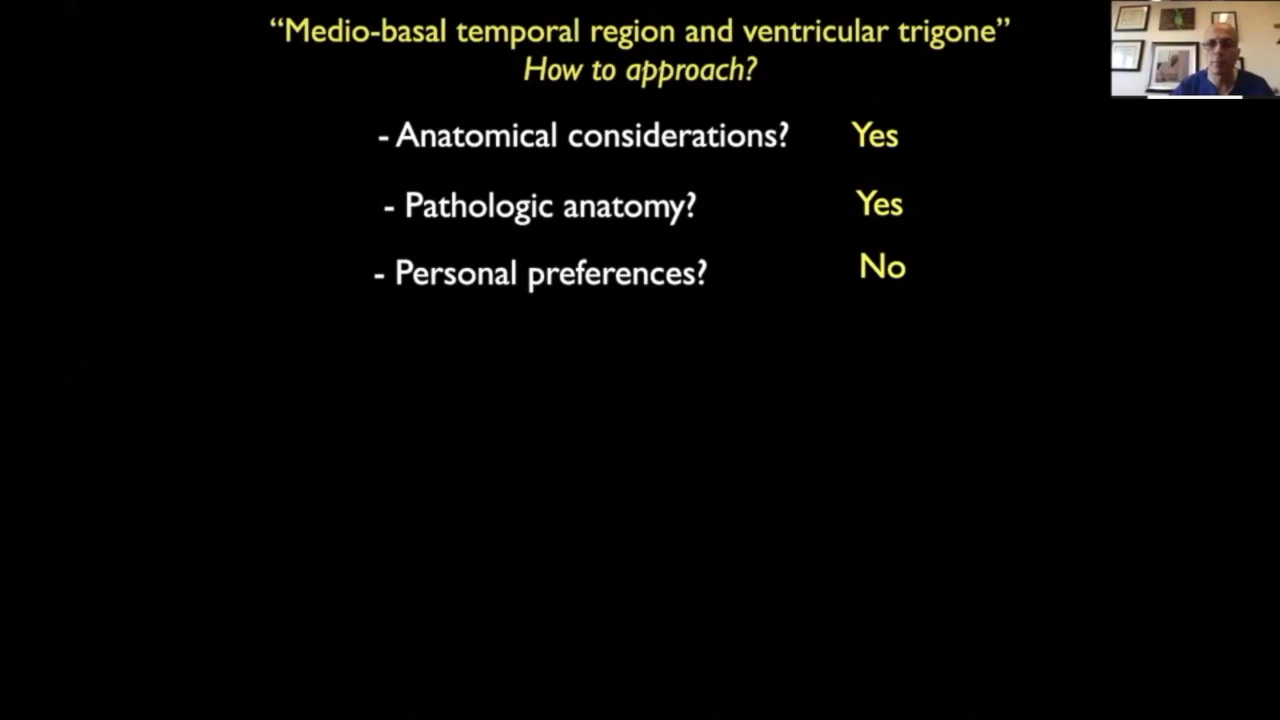 “Medio-basal temporal region and ventricular trigone”
How to approach?
- Anatomical considerations? Yes
- Pathologic anatomy? Yes
- Personal preferences? No